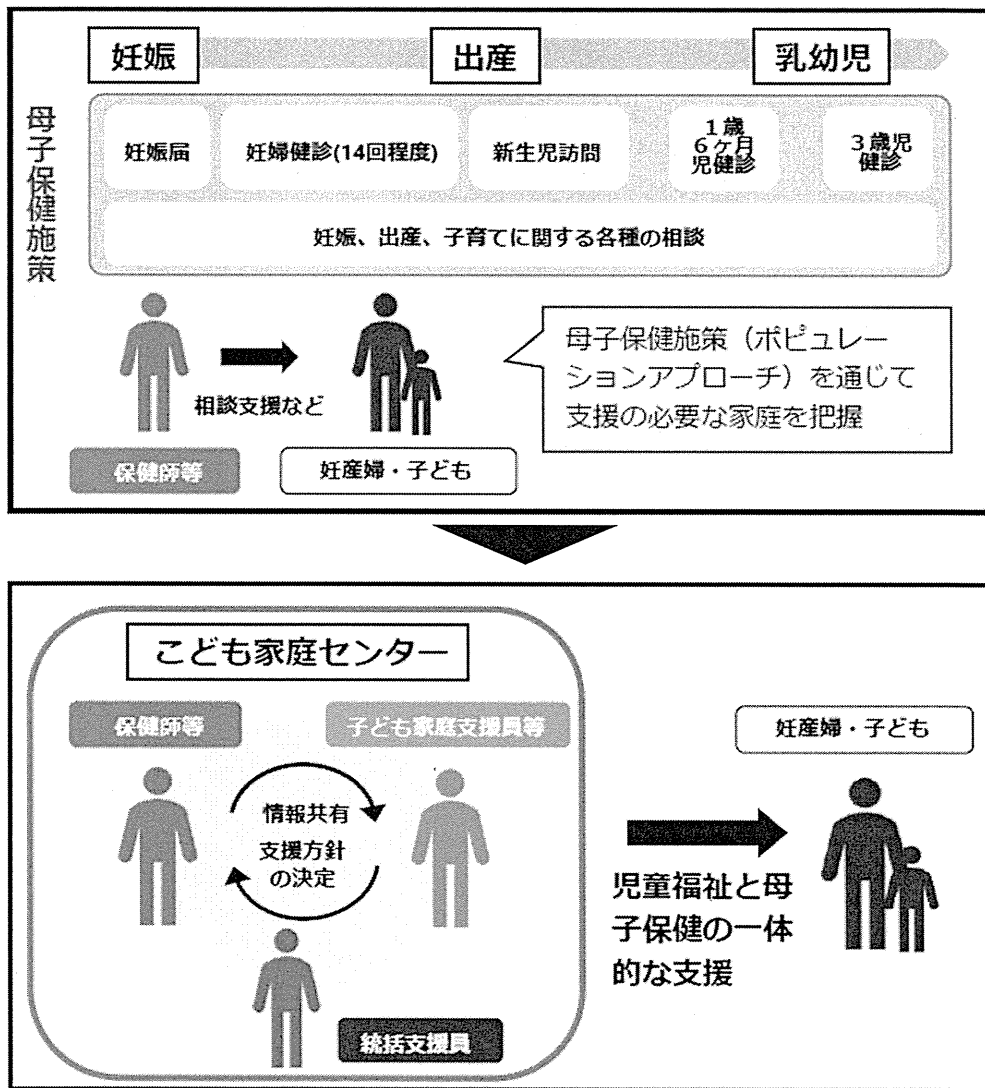 妊娠
出産
乳幼児
母子保健施策
妊娠届
妊婦健診(14回程度)
新生児訪問
１歳
6ヶ月
児健診
３歳児
健診
妊娠、出産、子育てに関する各種の相談
相談支援など
保健師等
妊産婦・子ども
母子保健施策（ポピュレー
ションアプローチ）を通じて
支援の必要な家庭を把握
こども家庭センター
保健師等
子ども家庭支援員等
情報共有
支援方針
の決定
統括支援員
妊産婦・子ども
児童福祉と母
子保健の一体
的な支援